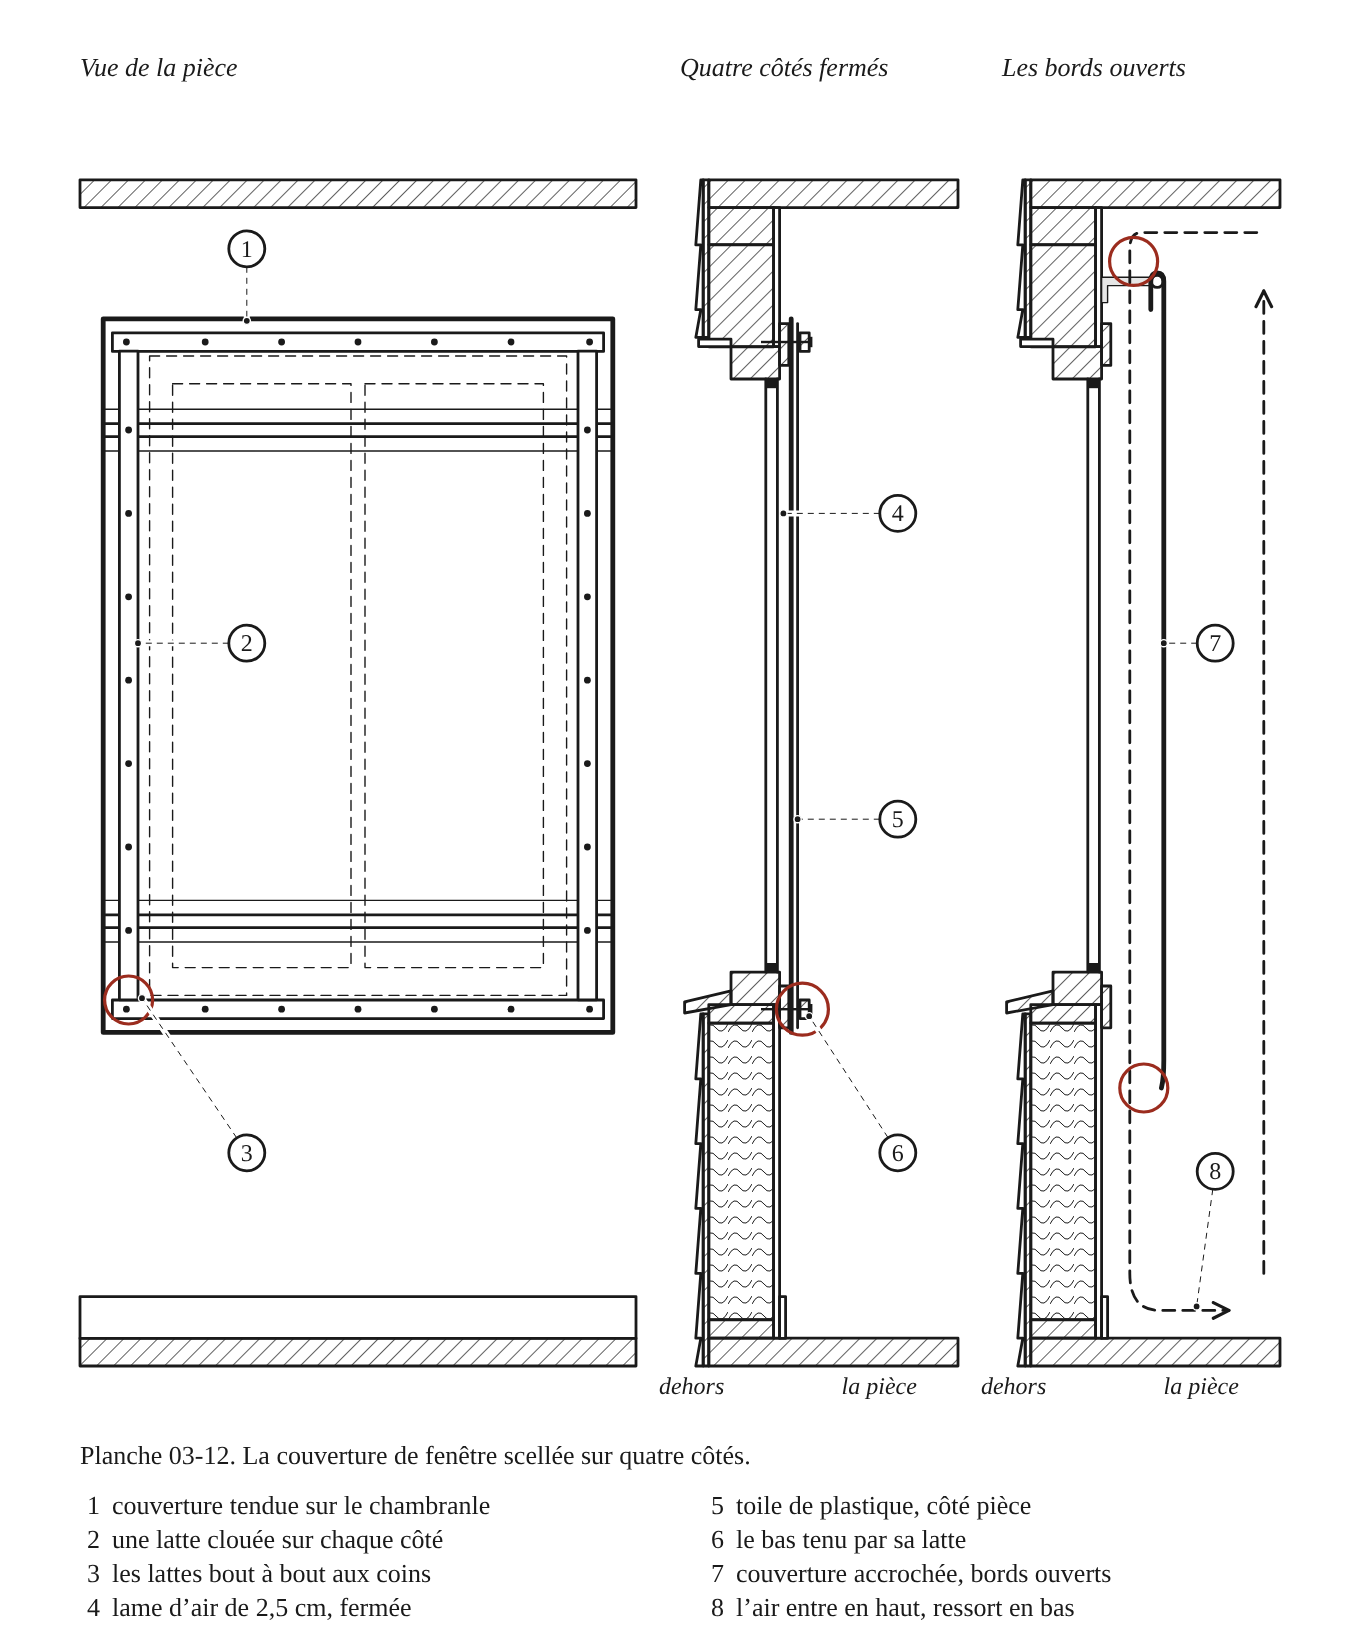 Vue de la pièce
Quatre côtés fermés
Les bords ouverts
1
2
3
4
5
6
7
8
dehors
la pièce
dehors
la pièce
Planche 03-12. La couverture de fenêtre scellée sur quatre côtés.
1 couverture tendue sur le chambranle
2 une latte clouée sur chaque côté
3 les lattes bout à bout aux coins
4 lame d’air de 2,5 cm, fermée
5 toile de plastique, côté pièce
6 le bas tenu par sa latte
7 couverture accrochée, bords ouverts
8 l’air entre en haut, ressort en bas